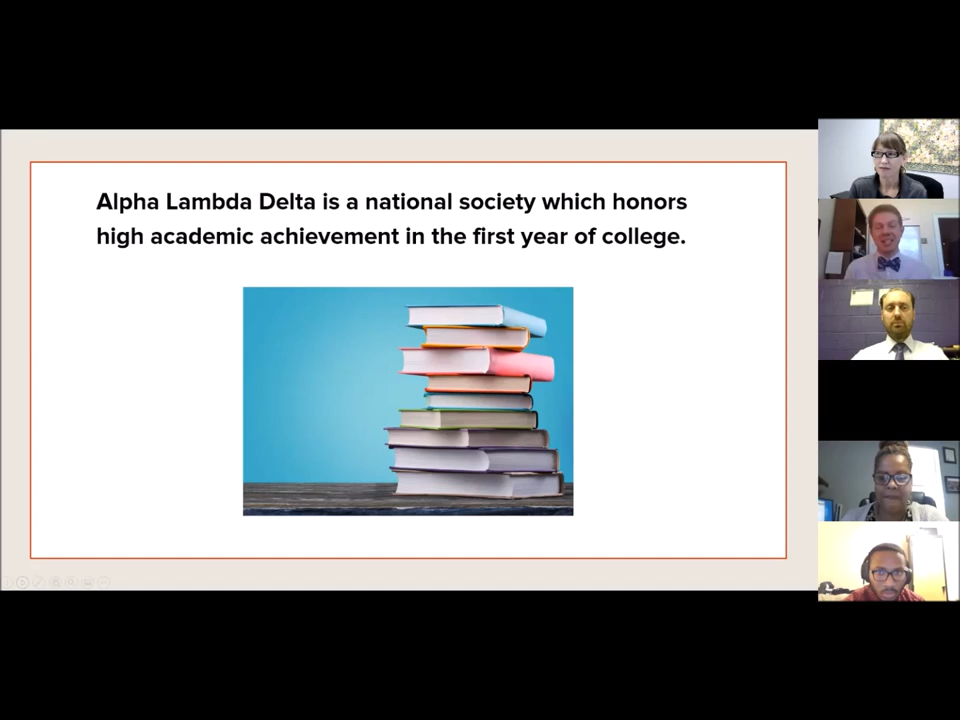 Alpha Lambda Delta is a national society which honors
high academic achievement in the first year of college.